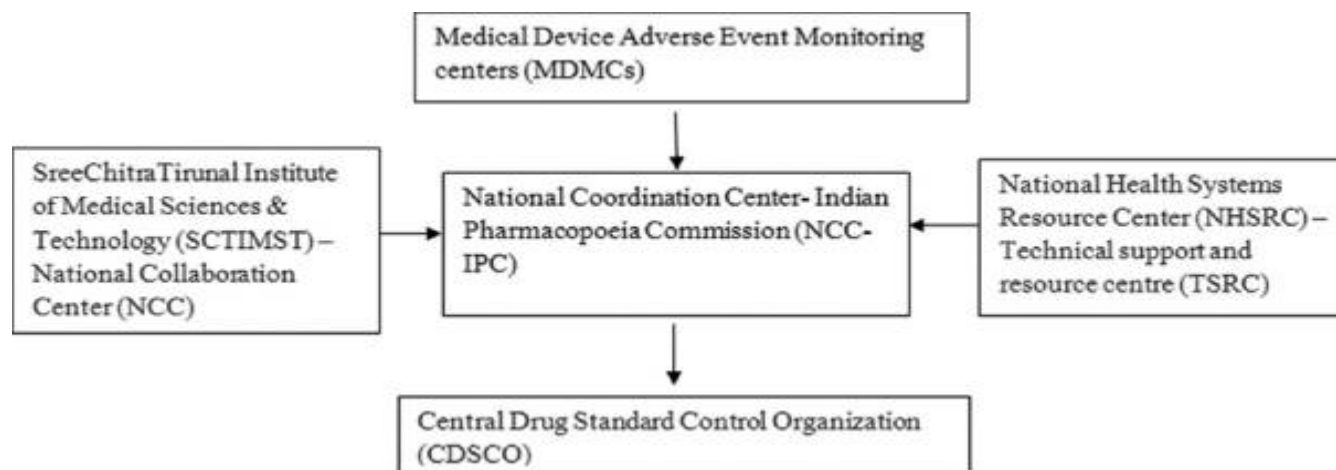 Medical Device Adverse Event Monitoring
centers (MDMCs)
SreeChitraTirunal Institute
of Medical Sciences &
Technology (SCTIMST) –
National Collaboration
Center (NCC)
National Coordination Center- Indian
Pharmacopoeia Commission (NCC-
IPC)
National Health Systems
Resource Center (NHSRC) –
Technical support and
resource centre (TSRC)
Central Drug Standard Control Organization
(CDSCO)